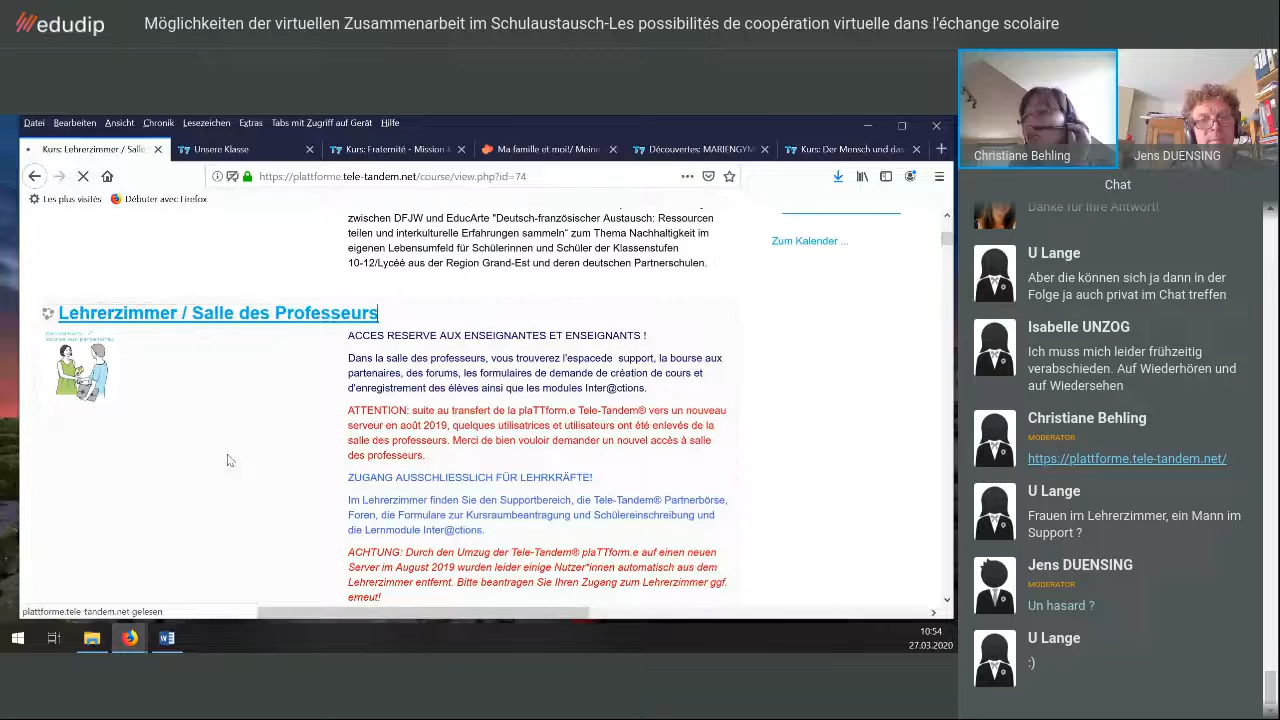 edudip
Möglichkeiten der virtuellen Zusammenarbeit im Schulaustausch-Les possibilités de coopération virtuelle dans l'échange scolaire
Datei Bearbeiten Ansicht Chronik Lesezeichen Extras Tabs mit Zugriff auf Gerät Hilfe
Kurs: Lehrerzimmer / Salle
Unsere Klasse
Kurs: Fraternité - Mission
Ma famille et moi!/ Meine
Découvertes: MARIENGYM
Kurs: Der Mensch und das
https://plattforme.tele-tandem.net/course/view.php?id=74
Les plus visités
Débuter avec Firefox
zwischen DFJW und EducArte "Deutsch-französischer Austausch: Ressourcen
teilen und interkulturelle Erfahrungen sammeln" zum Thema Nachhaltigkeit im
eigenen Lebensumfeld für Schülerinnen und Schüler der Klassenstufen
10-12/Lycéé aus der Region Grand-Est und deren deutschen Partnerschulen.
Zum Kalender ...
Lehrerzimmer / Salle des Professeurs
ACCES RESERVE AUX ENSEIGNANTES ET ENSEIGNANTS !
Dans la salle des professeurs, vous trouverez l'espacede support, la bourse aux
partenaires, des forums, les formulaires de demande de création de cours et
d'enregistrement des élèves ainsi que les modules Inter@ctions.
ATTENTION: suite au transfert de la plaTTform.e Tele-Tandem® vers un nouveau
serveur en août 2019, quelques utilisatrices et utilisateurs ont été enlevés de la
salle des professeurs. Merci de bien vouloir demander un nouvel accès à salle
des professeurs.
ZUGANG AUSSCHLIESSLICH FÜR LEHRKRÄFTE!
Im Lehrerzimmer finden Sie den Supportbereich, die Tele-Tandem® Partnerbörse,
Foren, die Formulare zur Kursraumbeantragung und Schülereinschreibung und
die Lernmodule Inter@ctions.
ACHTUNG: Durch den Umzug der Tele-Tandem® plaTTform.e auf einen neuen
Server im August 2019 wurden leider einige Nutzer*innen automatisch aus dem
Lehrerzimmer entfernt. Bitte beantragen Sie Ihren Zugang zum Lehrerzimmer ggf.
erneut!
plattforme.tele-tandem.net gelesen
10:54
27.03.2020
Christiane Behling
Jens DUENSING
Chat
Danke für Ihre Antwort!
U Lange
Aber die können sich ja dann in der
Folge ja auch privat im Chat treffen
Isabelle UNZOG
Ich muss mich leider frühzeitig
verabschieden. Auf Wiederhören und
auf Wiedersehen
Christiane Behling
MODERATOR
https://plattforme.tele-tandem.net/
U Lange
Frauen im Lehrerzimmer, ein Mann im
Support ?
Jens DUENSING
MODERATOR
Un hasard ?
U Lange
:)